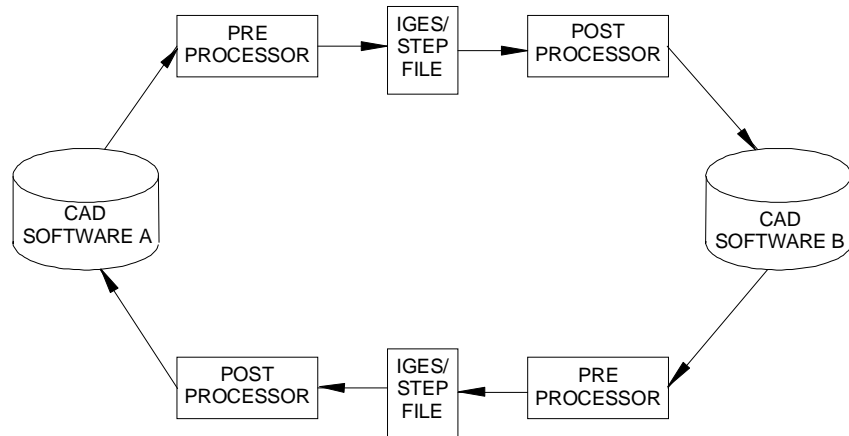 PRE
PROCESSOR
IGES/
STEP
FILE
POST
PROCESSOR
CAD
SOFTWARE A
CAD
SOFTWARE B
POST
PROCESSOR
IGES/
STEP
FILE
PRE
PROCESSOR